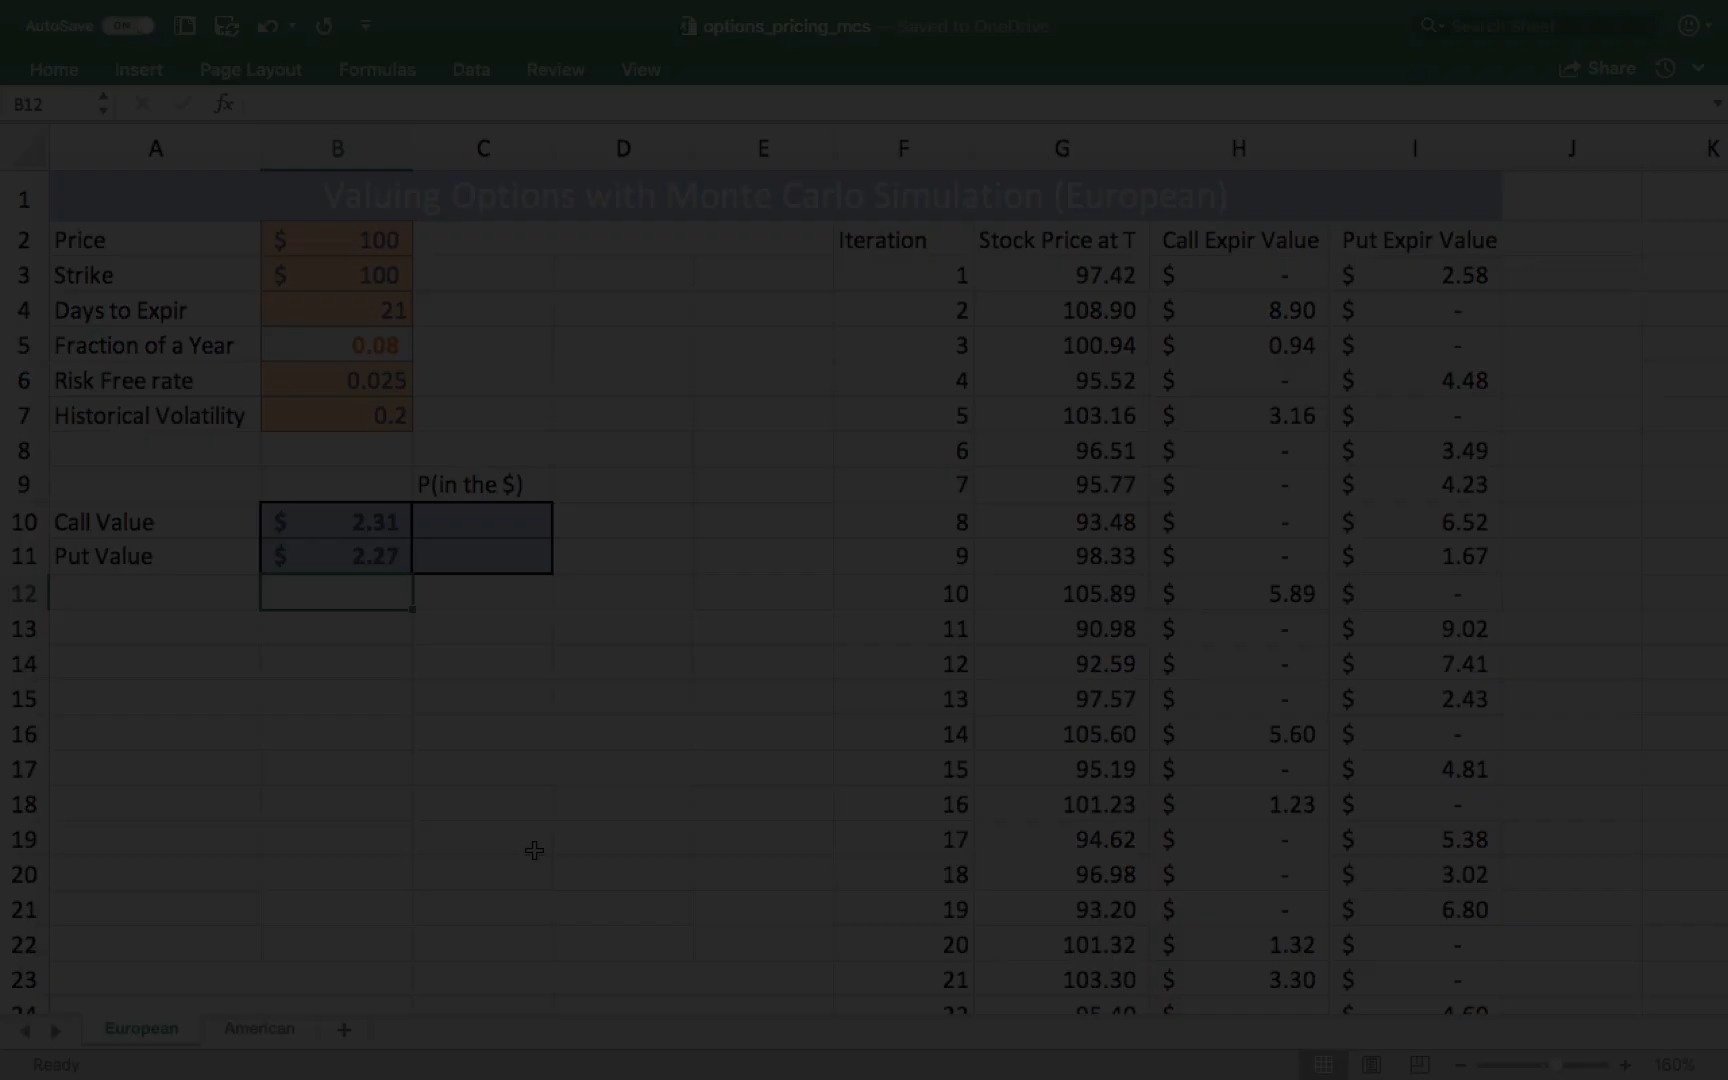 AutoSave ON options_pricing_mcs — Saved to OneDrive Search Sheet
Home Insert Page Layout Formulas Data Review View Share
B12 fx
A B C D E F G H I J K
1 Valuing Options with Monte Carlo Simulation (European)
2 Price $ 100 Iteration Stock Price at T Call Expir Value Put Expir Value
3 Strike $ 100 1 97.42 $ - $ 2.58
4 Days to Expir 21 2 108.90 $ 8.90 $ -
5 Fraction of a Year 0.08 3 100.94 $ 0.94 $ -
6 Risk Free rate 0.025 4 95.52 $ - $ 4.48
7 Historical Volatility 0.2 5 103.16 $ 3.16 $ -
8 6 96.51 $ - $ 3.49
9 P(in the $) 7 95.77 $ - $ 4.23
10 Call Value $ 2.31 8 93.48 $ - $ 6.52
11 Put Value $ 2.27 9 98.33 $ - $ 1.67
12 10 105.89 $ 5.89 $ -
13 11 90.98 $ - $ 9.02
14 12 92.59 $ - $ 7.41
15 13 97.57 $ - $ 2.43
16 14 105.60 $ 5.60 $ -
17 15 95.19 $ - $ 4.81
18 16 101.23 $ 1.23 $ -
19 17 94.62 $ - $ 5.38
20 18 96.98 $ - $ 3.02
21 19 93.20 $ - $ 6.80
22 20 101.32 $ 1.32 $ -
23 21 103.30 $ 3.30 $ -
European American +
Ready 160%